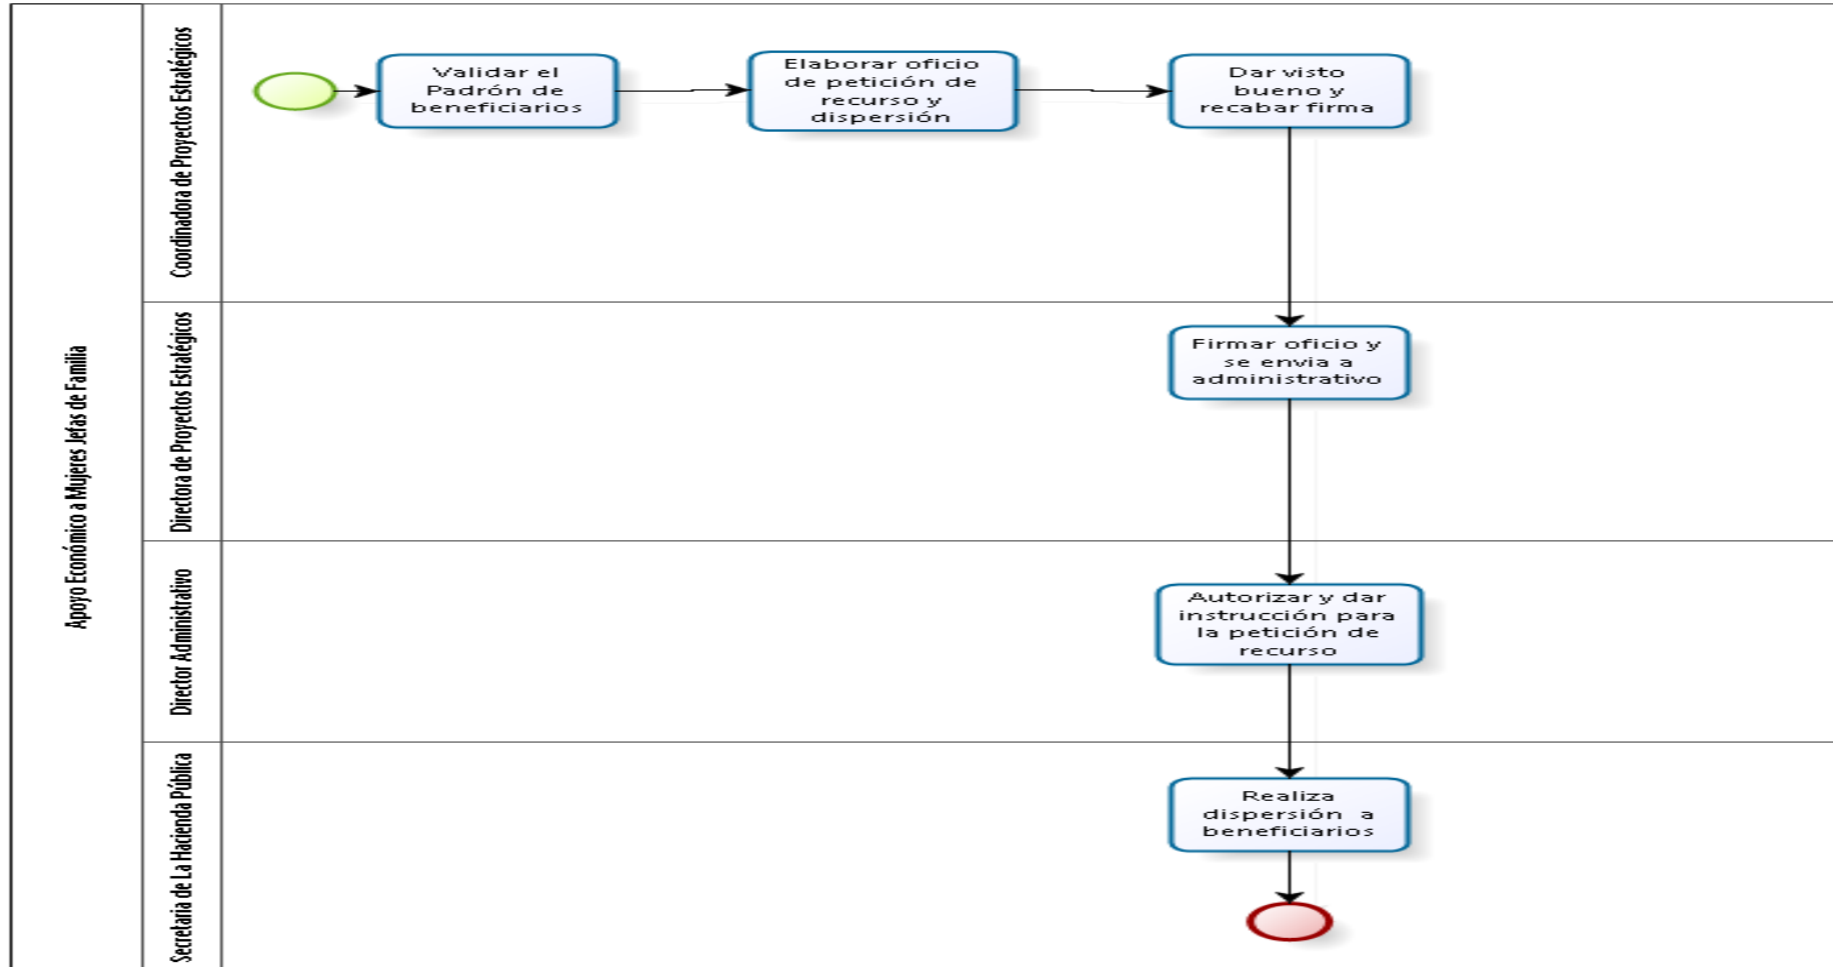 Apoyo Económico a Mujeres Jefas de Familia
Coordinadora de Proyectos Estratégicos
Validar el
Padrón de
beneficiarios
Elaborar oficio
de petición de
recurso y
dispersión
Dar visto
bueno y
recabar firma
Directora de Proyectos Estratégicos
Firmar oficio y
se envia a
administrativo
Director Administrativo
Autorizar y dar
instrucción para
la petición de
recurso
Secretaria de La Hacienda Pública
Realiza
dispersión a
beneficiarios